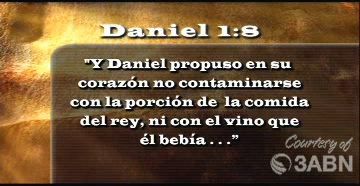 Daniel 1:8
"Y Daniel propuso en su
corazón no contaminarse
con la porción de la comida
del rey, ni con el vino que
él bebía . . ."
Courtesy of
3ABN